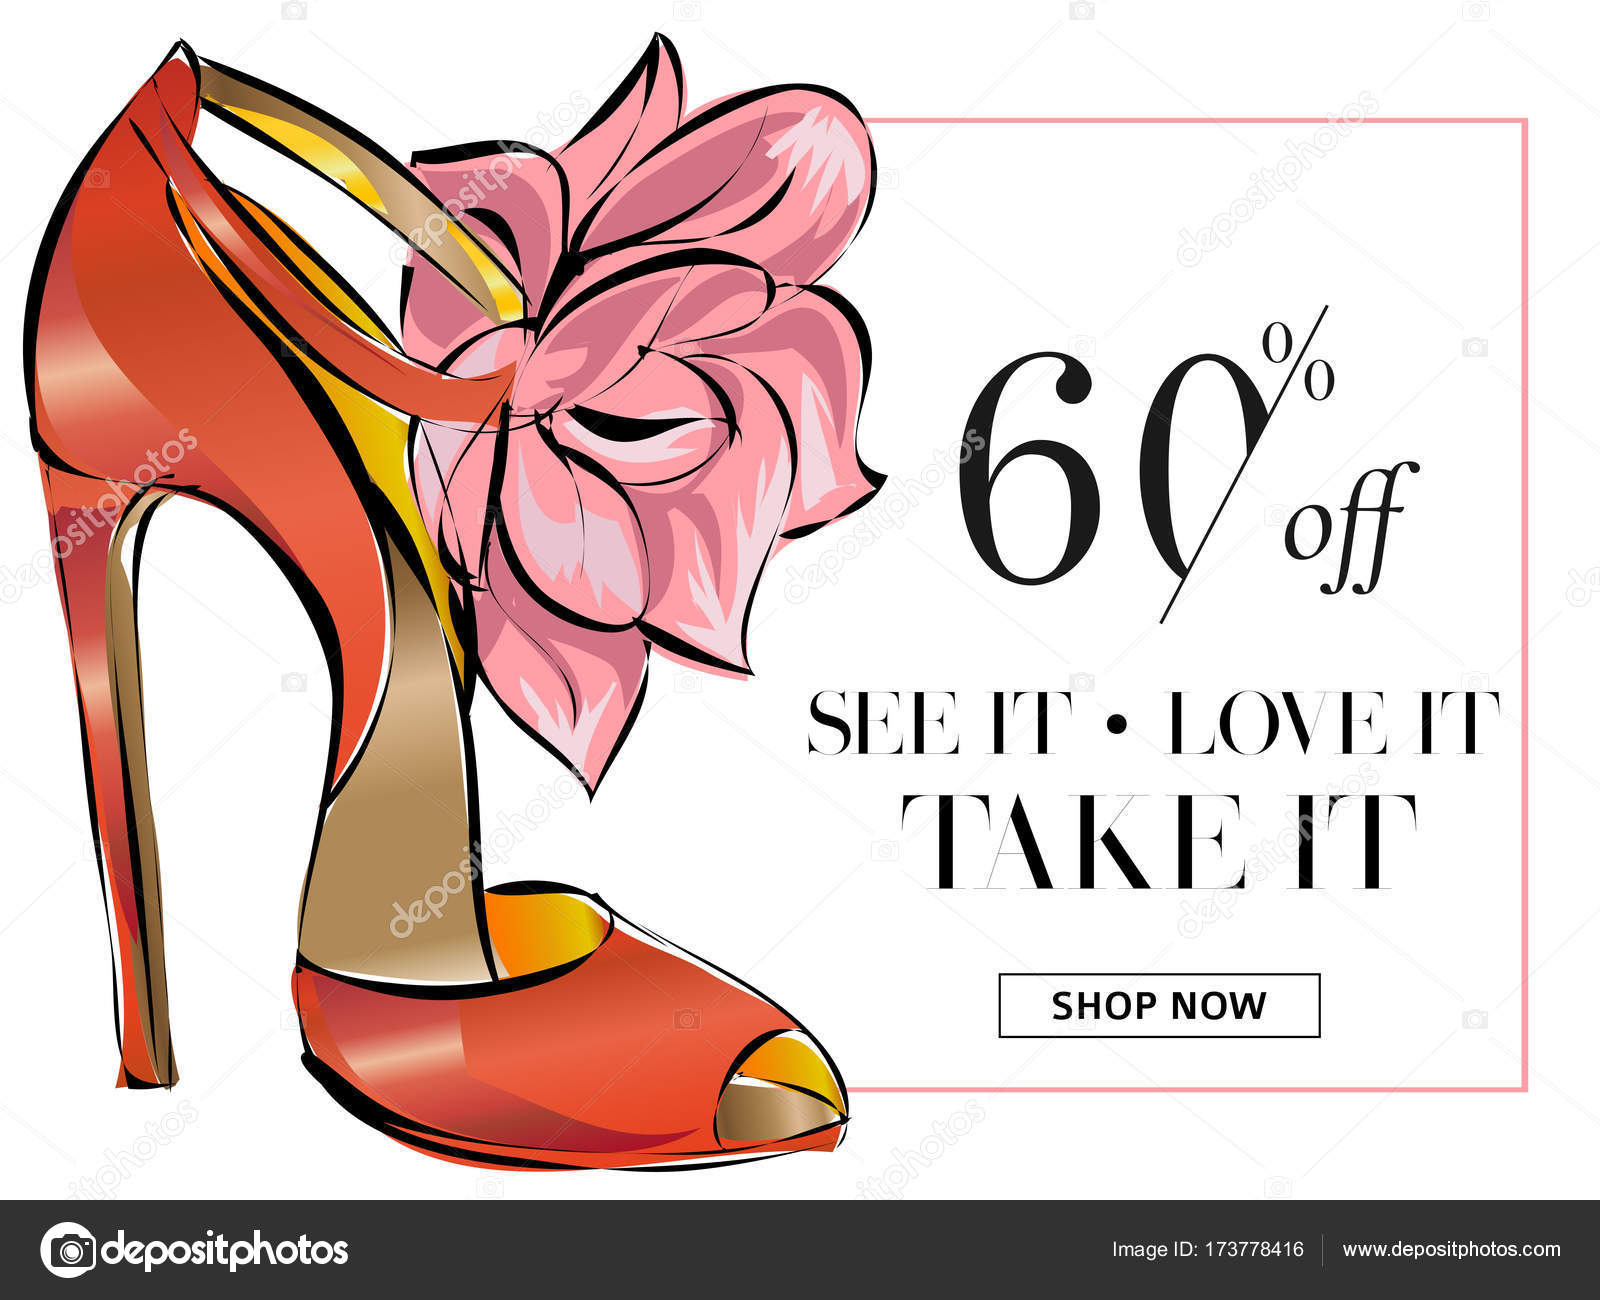 60% off
SEE IT • LOVE IT
TAKE IT
SHOP NOW
depositphotos
Image ID: 173778416
www.depositphotos.com